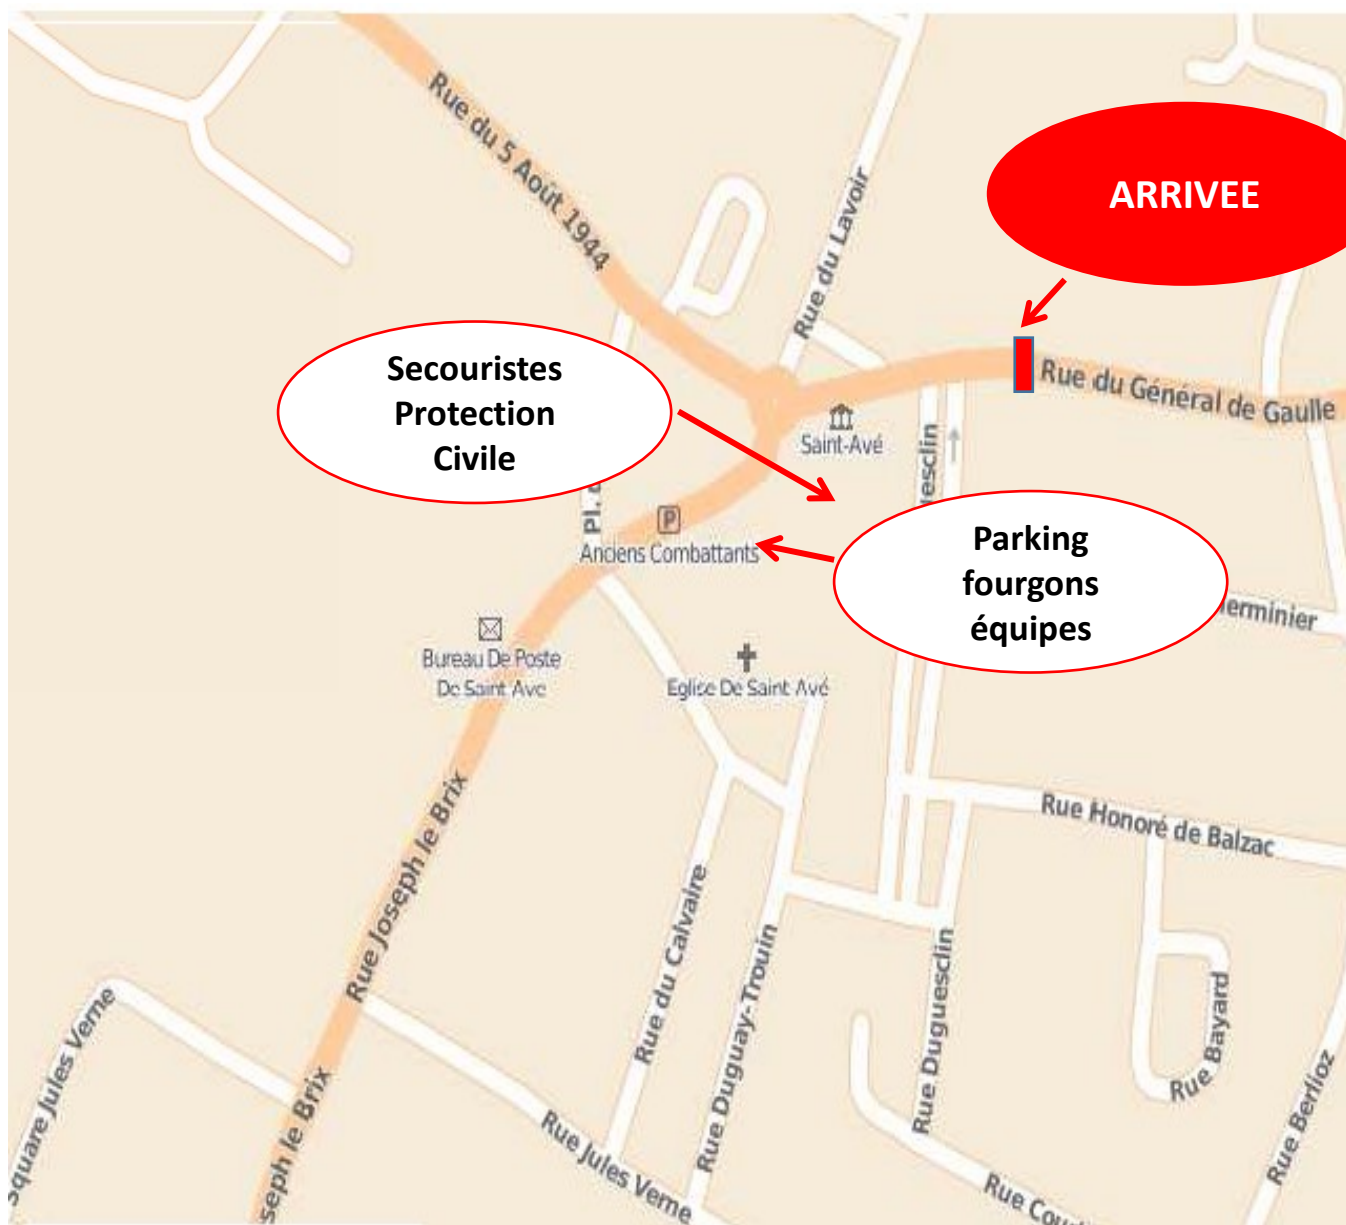 Rue du 5 Août 1944
Rue du Lavoir
ARRIVEE
Rue du Général de Gaulle
Secouristes
Protection
Civile
Saint-Avé
P
Pl.
Anciens Combattants
Parking
fourgons
équipes
Bureau De Poste
De Saint Ave
Eglise De Saint Avé
Rue Joseph le Brix
Rue Honoré de Balzac
Rue du Calvaire
Rue Duguay-Trouin
Rue Duguesclin
Rue Bayard
Rue Berlioz
Square Jules Verne
Rue Jules Verne
Rue